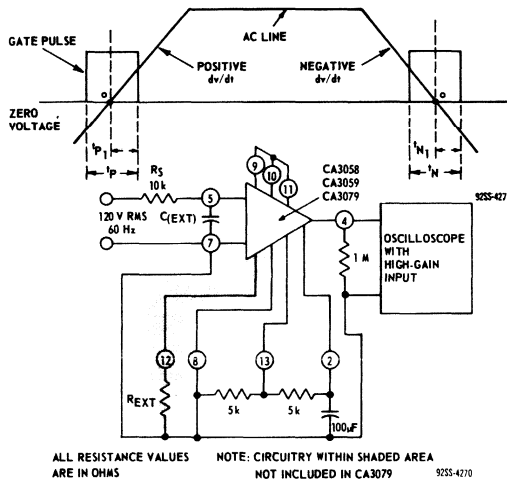 AC LINE
GATE PULSE
POSITIVE
dv/dt
NEGATIVE
dv/dt
ZERO
VOLTAGE
tP1
tP
tN1
tN
92SS-427
RS
10k
120 V RMS
60 Hz
C(EXT)
5
7
9
10
11
CA3058
CA3059
CA3079
4
1 M
OSCILLOSCOPE
WITH
HIGH-GAIN
INPUT
12
8
13
2
REXT
5k
5k
100µF
ALL RESISTANCE VALUES
ARE IN OHMS
NOTE: CIRCUITRY WITHIN SHADED AREA
NOT INCLUDED IN CA3079
92SS-4270